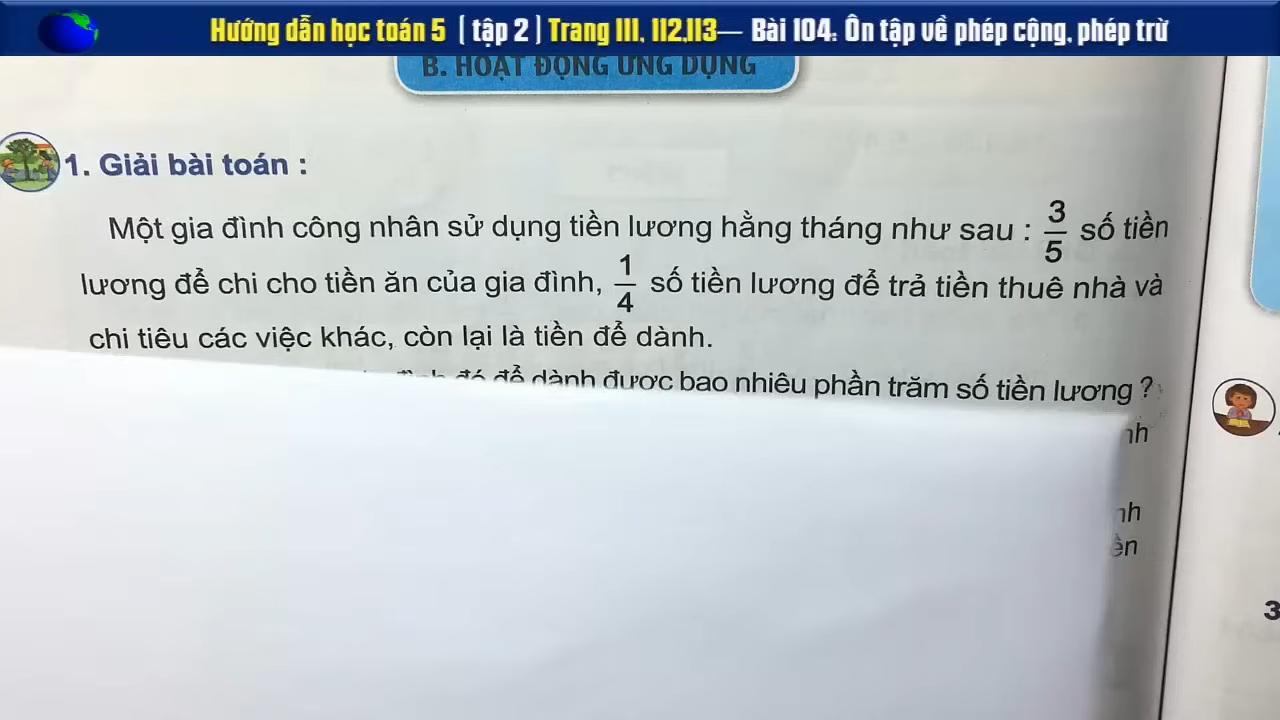 Hướng dẫn học toán 5 ( tập 2 ) Trang 111, 112,113— Bài 104: Ôn tập về phép cộng, phép trừ
B. HOẠT ĐỘNG ỨNG DỤNG
1. Giải bài toán :
Một gia đình công nhân sử dụng tiền lương hằng tháng như sau : 3/5 số tiền
lương để chi cho tiền ăn của gia đình, 1/4 số tiền lương để trả tiền thuê nhà và
chi tiêu các việc khác, còn lại là tiền để dành.
đó để dành được bao nhiêu phần trăm số tiền lương ?
nh
nh
ền
3